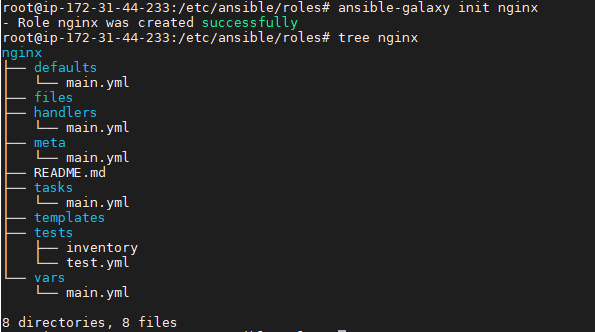 root@ip-172-31-44-233:/etc/ansible/roles# ansible-galaxy init nginx
- Role nginx was created successfully
root@ip-172-31-44-233:/etc/ansible/roles# tree nginx
nginx
├── defaults
│   └── main.yml
├── files
├── handlers
│   └── main.yml
├── meta
│   └── main.yml
├── README.md
├── tasks
│   └── main.yml
├── templates
├── tests
│   ├── inventory
│   └── test.yml
└── vars
    └── main.yml
8 directories, 8 files